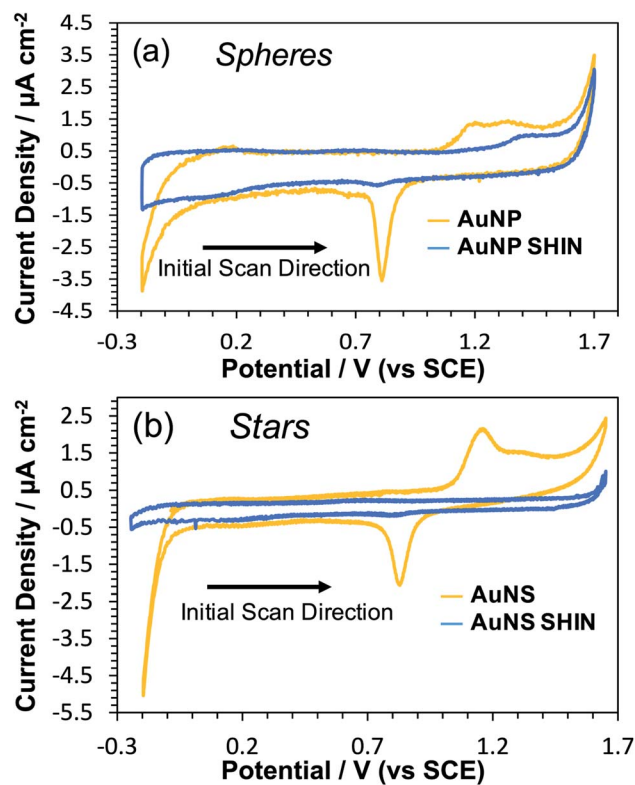 (a) Spheres
Current Density / µA cm-2
4.5
3.5
2.5
1.5
0.5
-0.5
-1.5
-2.5
-3.5
-4.5
AuNP
AuNP SHIN
Initial Scan Direction
-0.3 0.2 0.7 1.2 1.7
Potential / V (vs SCE)
(b) Stars
Current Density / µA cm-2
2.5
1.5
0.5
-0.5
-1.5
-2.5
-3.5
-4.5
-5.5
Initial Scan Direction
AuNS
AuNS SHIN
-0.3 0.2 0.7 1.2 1.7
Potential / V (vs SCE)